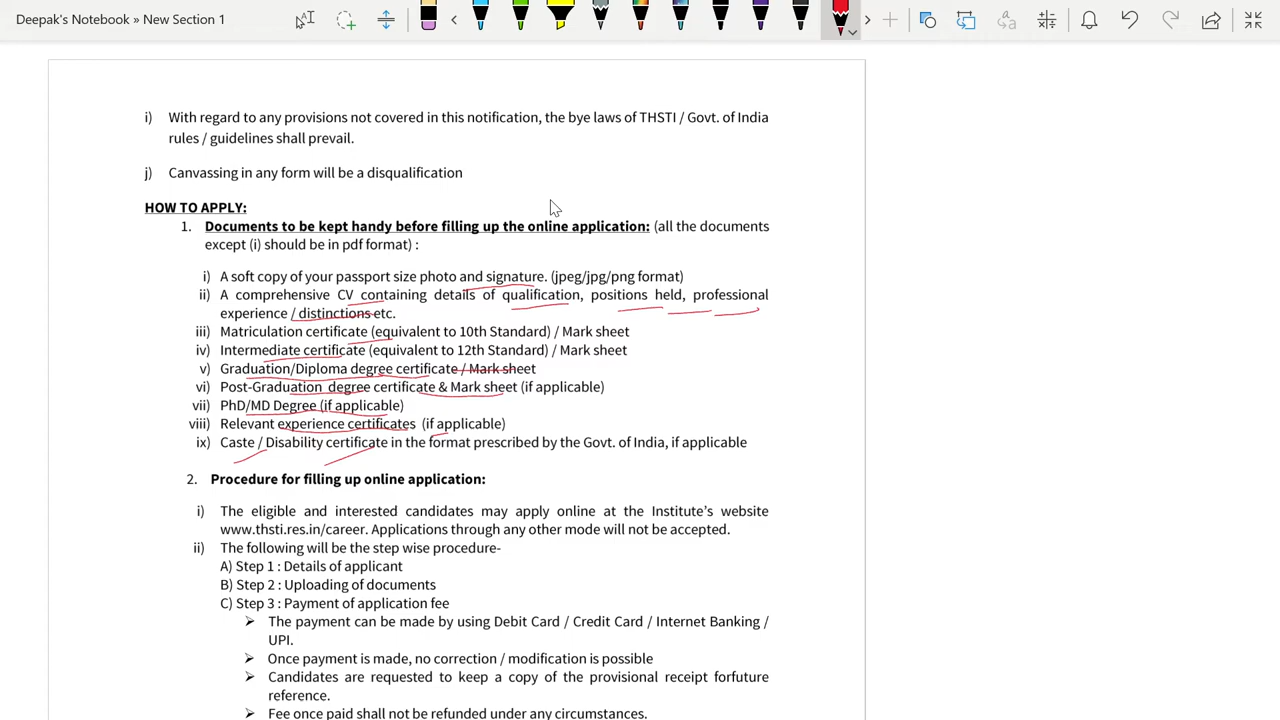 Deepak's Notebook » New Section 1
i) With regard to any provisions not covered in this notification, the bye laws of THSTI / Govt. of India
rules / guidelines shall prevail.
j) Canvassing in any form will be a disqualification
HOW TO APPLY:
1. Documents to be kept handy before filling up the online application: (all the documents
except (i) should be in pdf format) :
i) A soft copy of your passport size photo and signature. (jpeg/jpg/png format)
ii) A comprehensive CV containing details of qualification, positions held, professional
experience / distinctions etc.
iii) Matriculation certificate (equivalent to 10th Standard) / Mark sheet
iv) Intermediate certificate (equivalent to 12th Standard) / Mark sheet
v) Graduation/Diploma degree certificate / Mark sheet
vi) Post-Graduation degree certificate & Mark sheet (if applicable)
vii) PhD/MD Degree (if applicable)
viii) Relevant experience certificates (if applicable)
ix) Caste / Disability certificate in the format prescribed by the Govt. of India, if applicable
2. Procedure for filling up online application:
i) The eligible and interested candidates may apply online at the Institute's website
www.thsti.res.in/career. Applications through any other mode will not be accepted.
ii) The following will be the step wise procedure-
A) Step 1 : Details of applicant
B) Step 2 : Uploading of documents
C) Step 3 : Payment of application fee
➢ The payment can be made by using Debit Card / Credit Card / Internet Banking /
UPI.
➢ Once payment is made, no correction / modification is possible
➢ Candidates are requested to keep a copy of the provisional receipt forfuture
reference.
➢ Fee once paid shall not be refunded under any circumstances.